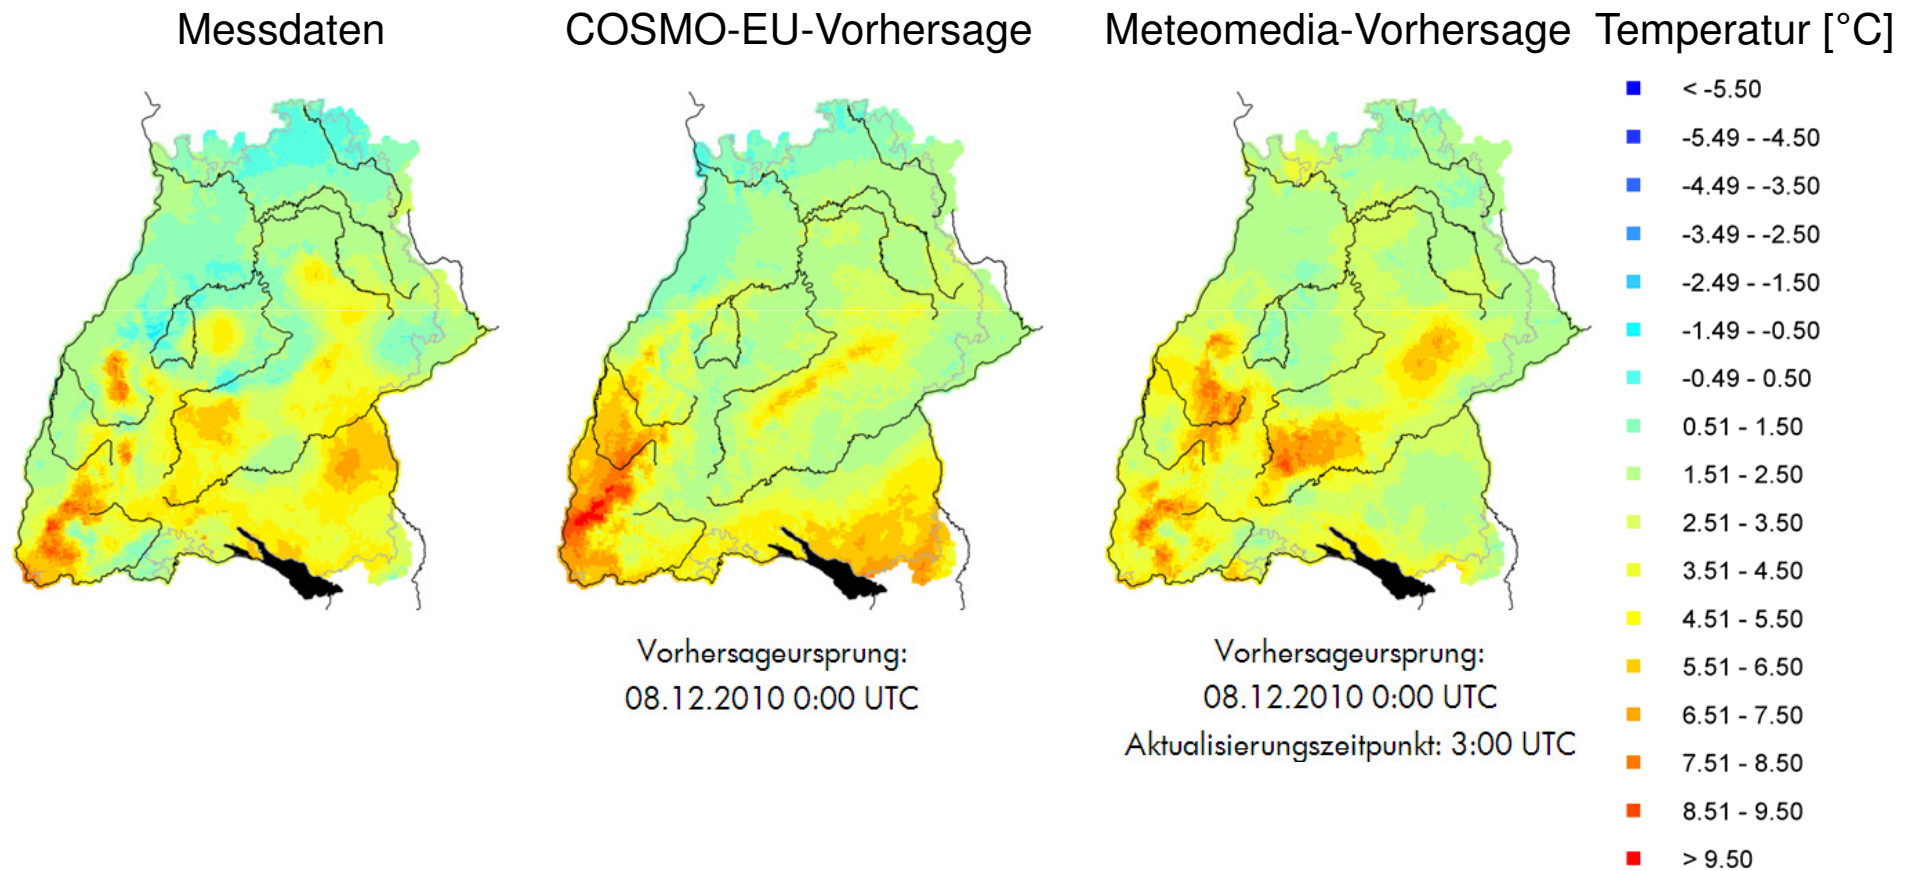 Messdaten
COSMO-EU-Vorhersage
Meteomedia-Vorhersage
Temperatur [°C]
< -5.50
-5.49 - -4.50
-4.49 - -3.50
-3.49 - -2.50
-2.49 - -1.50
-1.49 - -0.50
-0.49 - 0.50
0.51 - 1.50
1.51 - 2.50
2.51 - 3.50
3.51 - 4.50
4.51 - 5.50
5.51 - 6.50
6.51 - 7.50
7.51 - 8.50
8.51 - 9.50
> 9.50
Vorhersageursprung:
08.12.2010 0:00 UTC
Vorhersageursprung:
08.12.2010 0:00 UTC
Aktualisierungszeitpunkt: 3:00 UTC